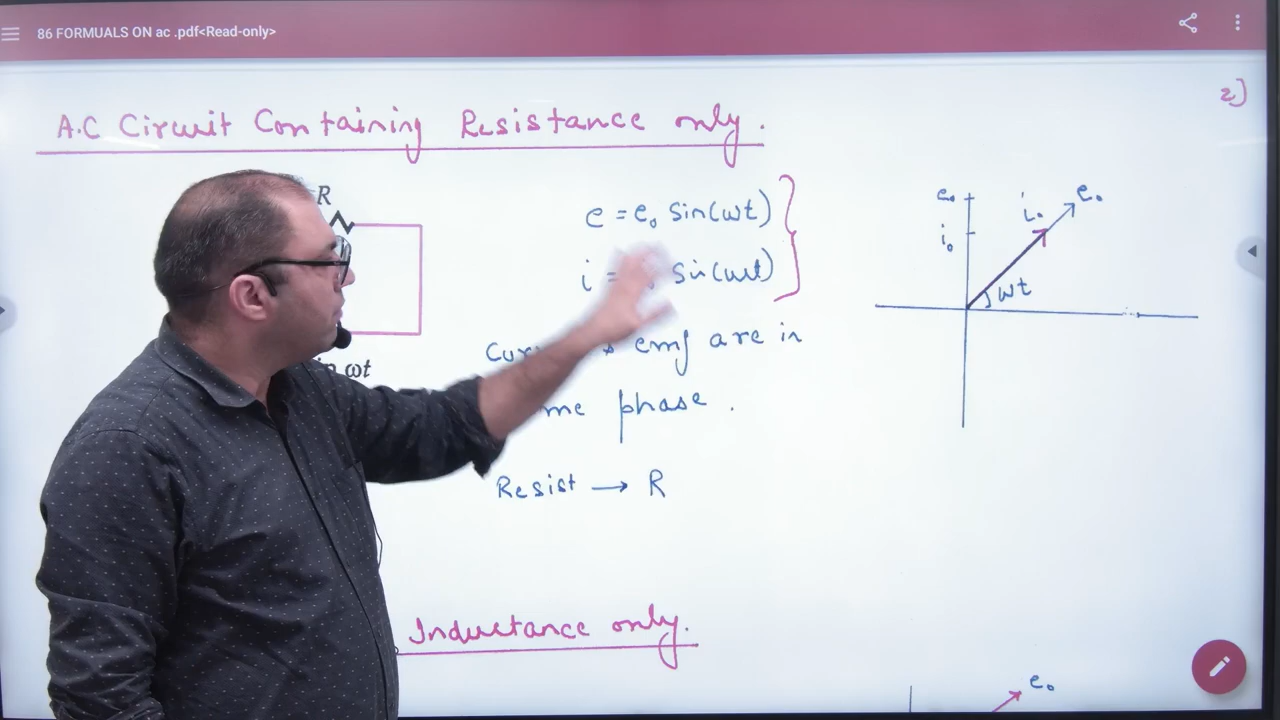 86 FORMUALS ON ac .pdf<Read-only>
2)
A.C Circuit Containing Resistance only.
R
e = e₀ sin(ωt)
i = sin(ωt)
ωt
emf are in
phase .
Resist → R
e₀
i₀
i₀
e₀
ωt
Inductance only.
e₀